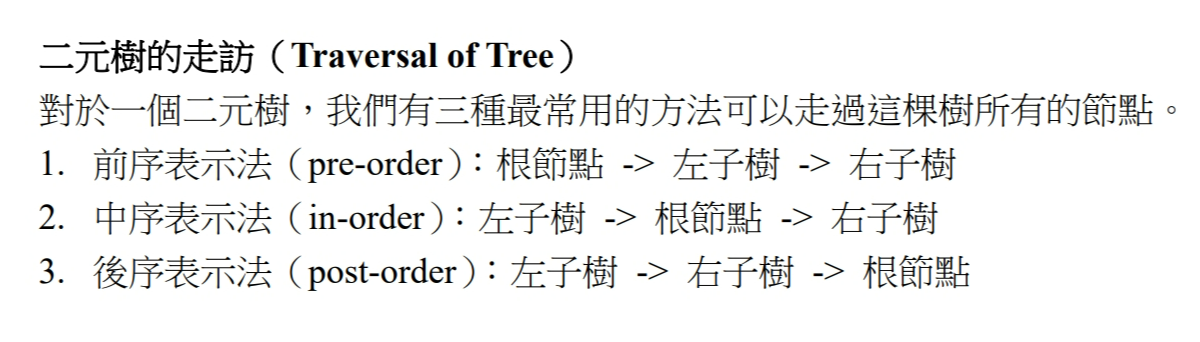 二元樹的走訪（Traversal of Tree）
對於一個二元樹，我們有三種最常用的方法可以走過這棵樹所有的節點。
1. 前序表示法（pre-order）：根節點 -> 左子樹 -> 右子樹
2. 中序表示法（in-order）：左子樹 -> 根節點 -> 右子樹
3. 後序表示法（post-order）：左子樹 -> 右子樹 -> 根節點